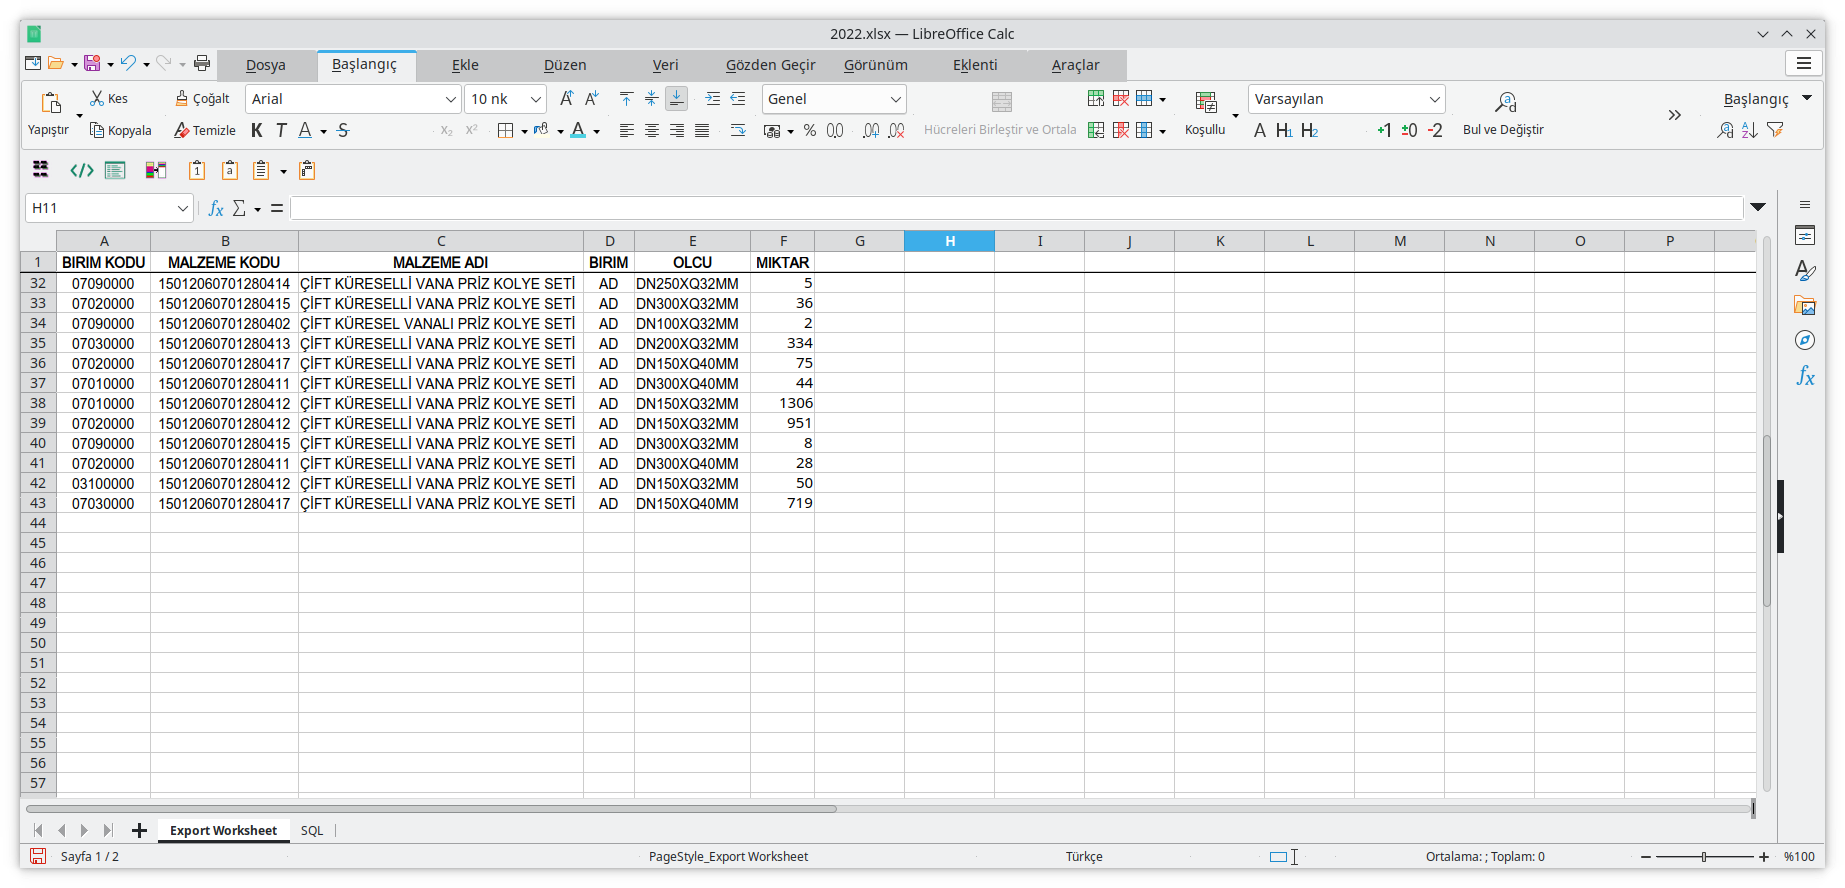 2022.xlsx — LibreOffice Calc
Dosya Başlangıç Ekle Düzen Veri Gözden Geçir Görünüm Eklenti Araçlar
Yapıştır Kes Çoğalt Arial 10 nk Genel Varsayılan Başlangıç
Kopyala Temizle K T A S x₂ x² A % 0,0 Hücreleri Birleştir ve Ortala Koşullu A H1 H2 +1 ±0 -2 Bul ve Değiştir
H11 fx Σ =
A B C D E F G H I J K L M N O P
1 BIRIM KODU MALZEME KODU MALZEME ADI BIRIM OLCU MIKTAR
32 07090000 15012060701280414 ÇİFT KÜRESELLİ VANA PRİZ KOLYE SETİ AD DN250XQ32MM 5
33 07020000 15012060701280415 ÇİFT KÜRESELLİ VANA PRİZ KOLYE SETİ AD DN300XQ32MM 36
34 07090000 15012060701280402 ÇİFT KÜRESEL VANALI PRİZ KOLYE SETİ AD DN100XQ32MM 2
35 07030000 15012060701280413 ÇİFT KÜRESELLİ VANA PRİZ KOLYE SETİ AD DN200XQ32MM 334
36 07020000 15012060701280417 ÇİFT KÜRESELLİ VANA PRİZ KOLYE SETİ AD DN150XQ40MM 75
37 07010000 15012060701280411 ÇİFT KÜRESELLİ VANA PRİZ KOLYE SETİ AD DN300XQ40MM 44
38 07010000 15012060701280412 ÇİFT KÜRESELLİ VANA PRİZ KOLYE SETİ AD DN150XQ32MM 1306
39 07020000 15012060701280412 ÇİFT KÜRESELLİ VANA PRİZ KOLYE SETİ AD DN150XQ32MM 951
40 07090000 15012060701280415 ÇİFT KÜRESELLİ VANA PRİZ KOLYE SETİ AD DN300XQ32MM 8
41 07020000 15012060701280411 ÇİFT KÜRESELLİ VANA PRİZ KOLYE SETİ AD DN300XQ40MM 28
42 03100000 15012060701280412 ÇİFT KÜRESELLİ VANA PRİZ KOLYE SETİ AD DN150XQ32MM 50
43 07030000 15012060701280417 ÇİFT KÜRESELLİ VANA PRİZ KOLYE SETİ AD DN150XQ40MM 719
44
45
46
47
48
49
50
51
52
53
54
55
56
57
Export Worksheet SQL
Sayfa 1 / 2 PageStyle_Export Worksheet Türkçe Ortalama: ; Toplam: 0 %100